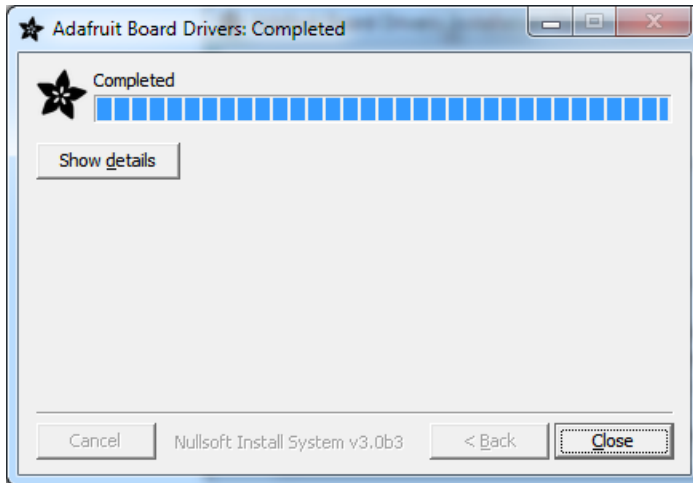 Adafruit Board Drivers: Completed
Completed
Show details
Cancel
Nullsoft Install System v3.0b3
< Back
Close